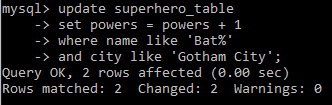 mysql> update superhero_table
-> set powers = powers + 1
-> where name like 'Bat%'
-> and city like 'Gotham City';
Query OK, 2 rows affected (0.00 sec)
Rows matched: 2  Changed: 2  Warnings: 0